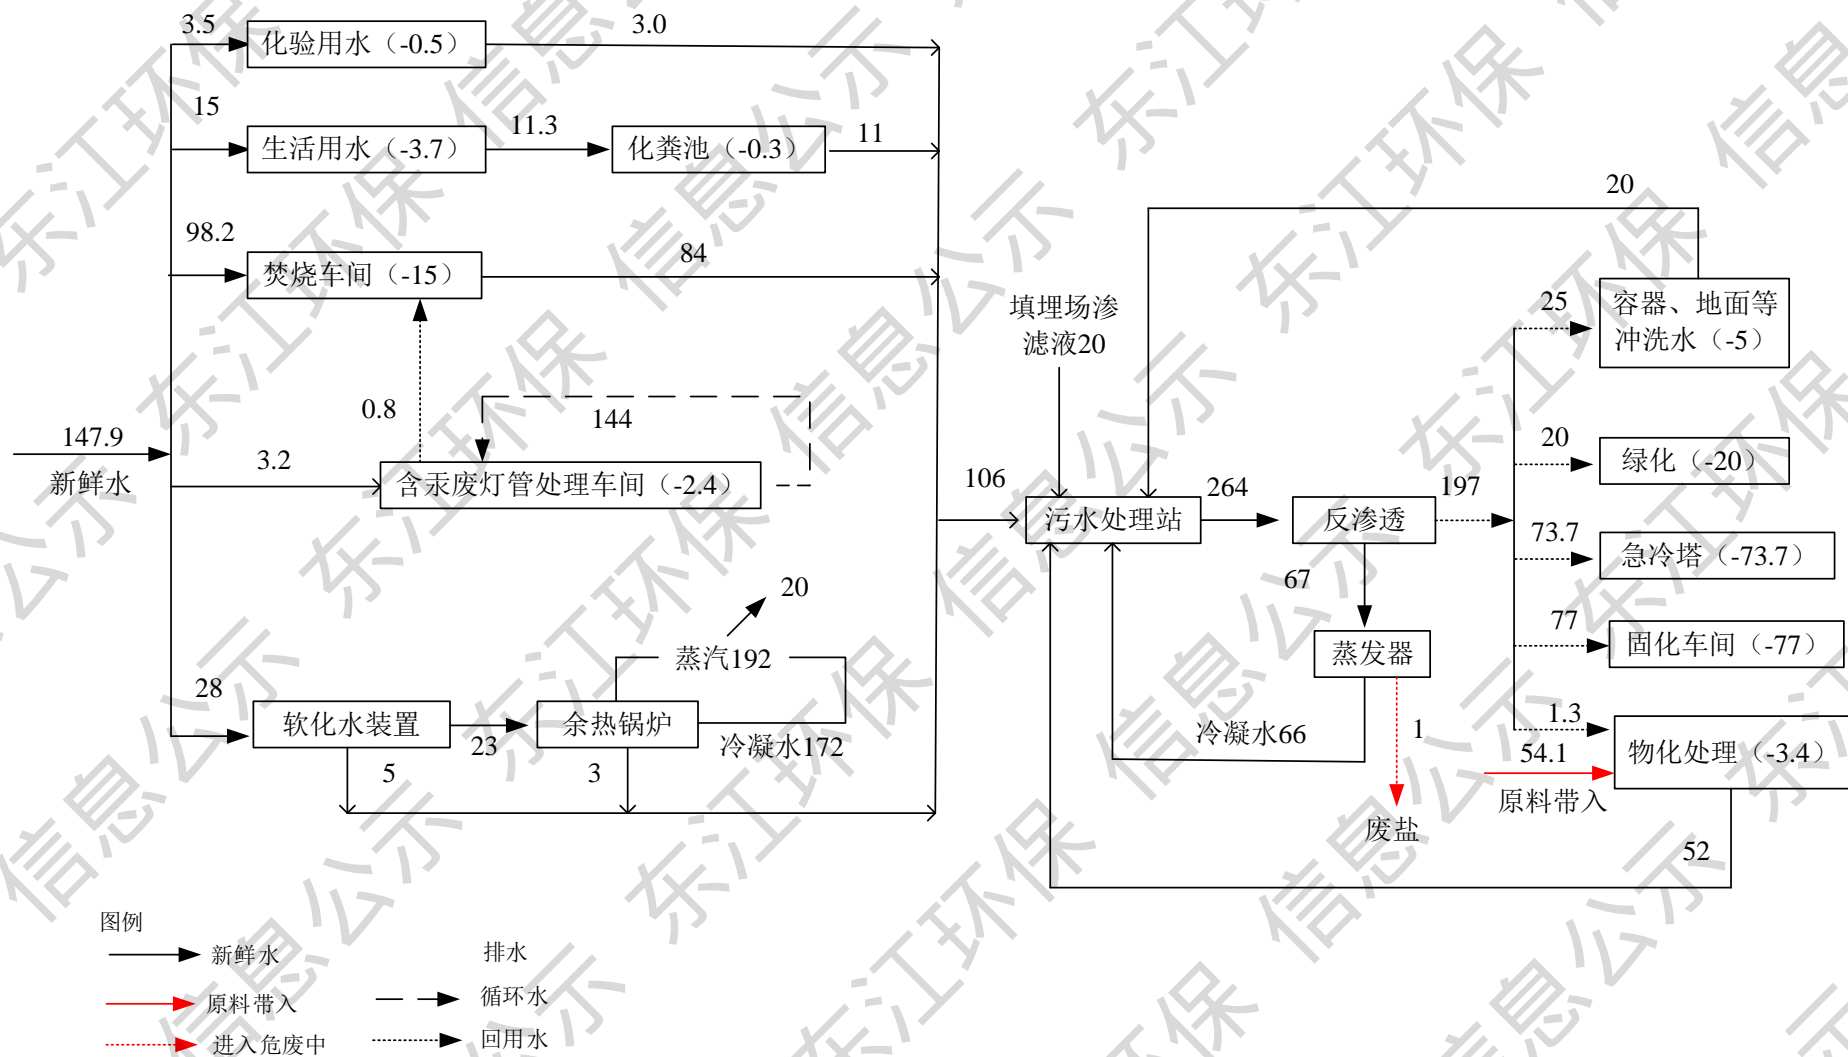 3.5
化验用水（-0.5）
3.0
15
生活用水（-3.7）
11.3
化粪池（-0.3）
11
98.2
焚烧车间（-15）
84
0.8
144
147.9
新鲜水
3.2
含汞废灯管处理车间（-2.4）
28
软化水装置
23
余热锅炉
蒸汽192
20
冷凝水172
5
3
106
填埋场渗
滤液20
污水处理站
264
反渗透
197
67
蒸发器
冷凝水66
1
废盐
20
25
容器、地面等
冲洗水（-5）
20
绿化（-20）
73.7
急冷塔（-73.7）
77
固化车间（-77）
1.3
54.1
原料带入
物化处理（-3.4）
52
图例
新鲜水
排水
原料带入
循环水
进入危废中
回用水
东江环保 信息公示